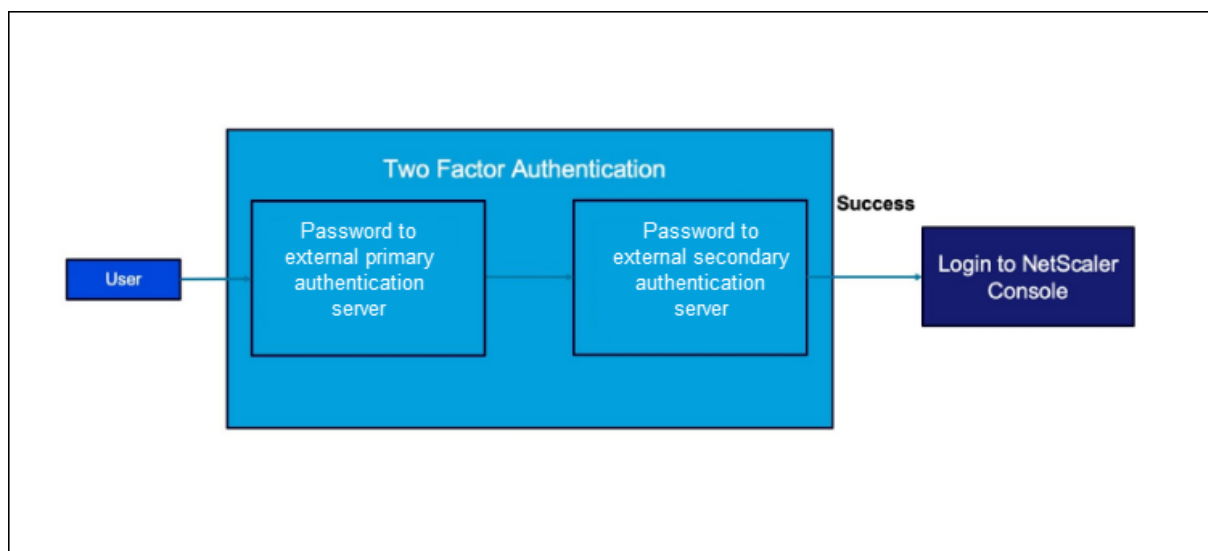 Two Factor Authentication
User
Password to
external primary
authentication
server
Password to
external secondary
authentication
server
Success
Login to NetScaler
Console